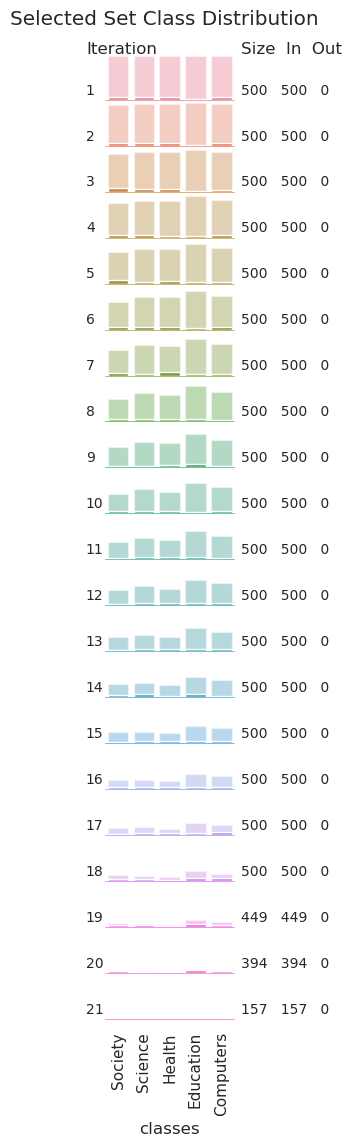 Selected Set Class Distribution
Iteration Size In Out
1 500 500 0
2 500 500 0
3 500 500 0
4 500 500 0
5 500 500 0
6 500 500 0
7 500 500 0
8 500 500 0
9 500 500 0
10 500 500 0
11 500 500 0
12 500 500 0
13 500 500 0
14 500 500 0
15 500 500 0
16 500 500 0
17 500 500 0
18 500 500 0
19 449 449 0
20 394 394 0
21 157 157 0
Society
Science
Health
Education
Computers
classes